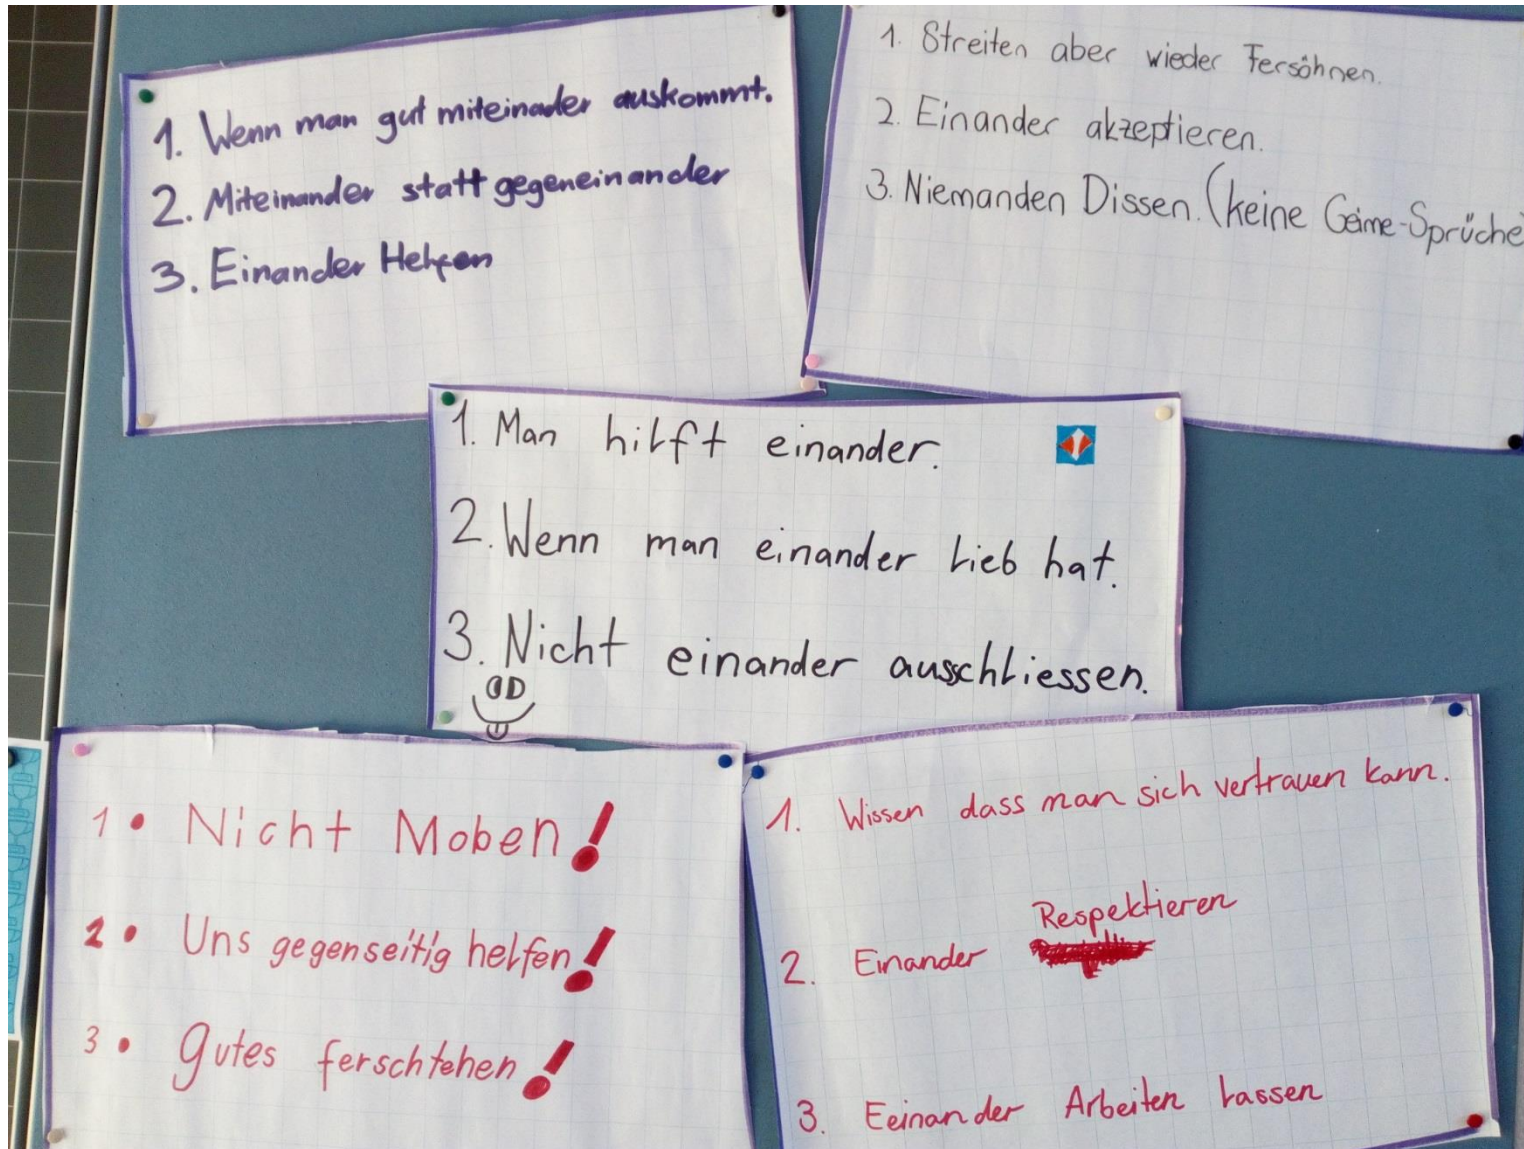 1. Wenn man gut miteinader auskommt.
2. Miteinander statt gegeneinander
3. Einander Helfen
1. Streiten aber wieder Fersöhnen.
2. Einander akzeptieren.
3. Niemanden Dissen. (keine Geime-Sprüche)
1. Man hilft einander.
2. Wenn man einander lieb hat.
3. Nicht einander ausschliessen.
1. Nicht Moben!
2. Uns gegenseitig helfen!
3. gutes ferschtehen!
1. Wissen dass man sich vertrauen kann.
2. Einander Respektieren
3. Eeinander Arbeiten lassen